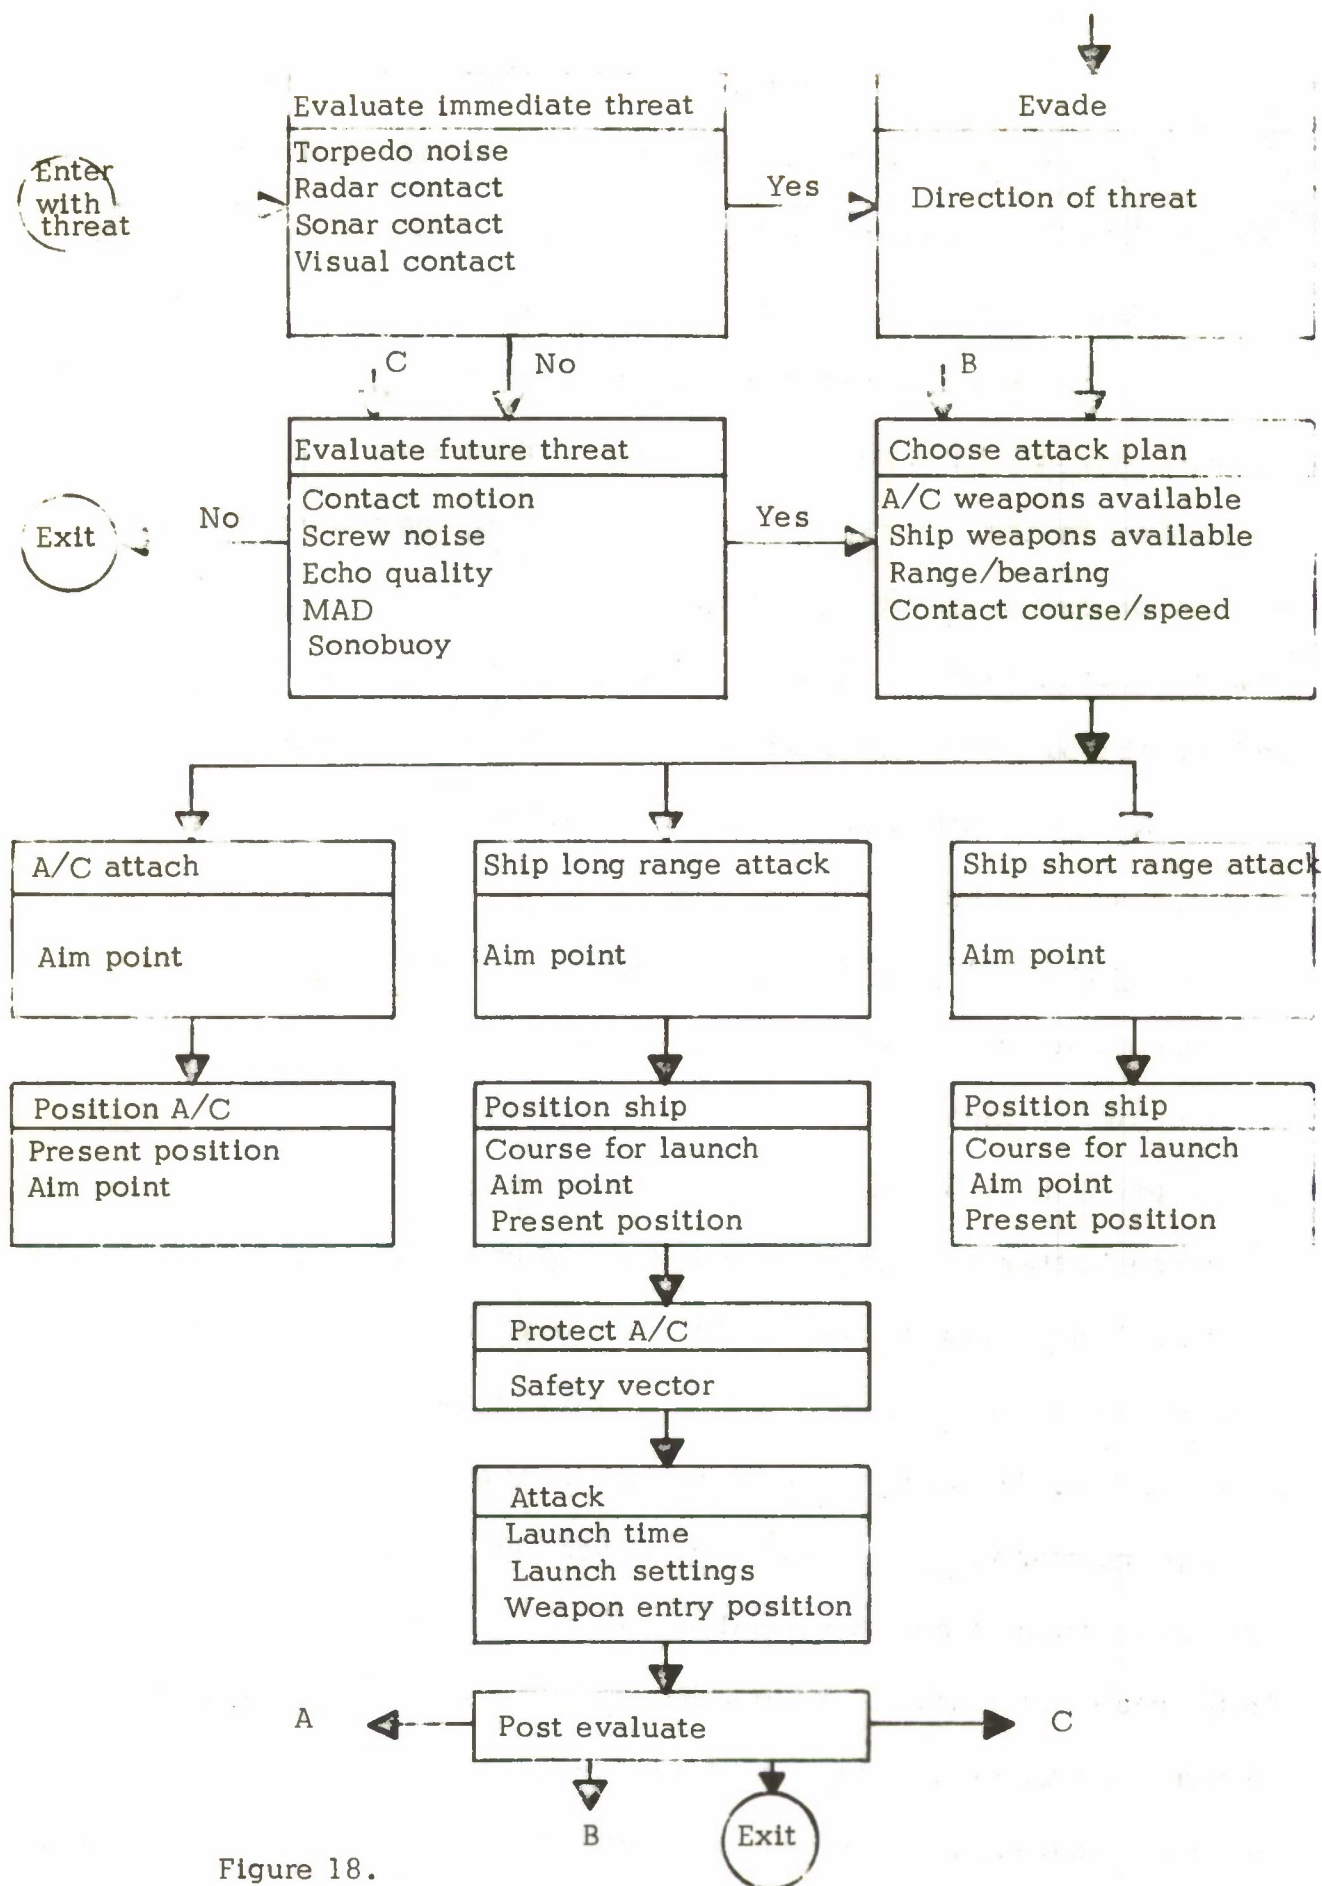 Evaluate immediate threat
Torpedo noise
Radar contact
Sonar contact
Visual contact
Evade
Direction of threat
Enter
with
threat
Yes
C
No
B
Evaluate future threat
Contact motion
Screw noise
Echo quality
MAD
Sonobuoy
Choose attack plan
A/C weapons available
Ship weapons available
Range/bearing
Contact course/speed
Exit
No
Yes
A/C attach
Aim point
Ship long range attack
Aim point
Ship short range attack
Aim point
Position A/C
Present position
Aim point
Position ship
Course for launch
Aim point
Present position
Position ship
Course for launch
Aim point
Present position
Protect A/C
Safety vector
Attack
Launch time
Launch settings
Weapon entry position
A
Post evaluate
C
B
Exit
Figure 18.